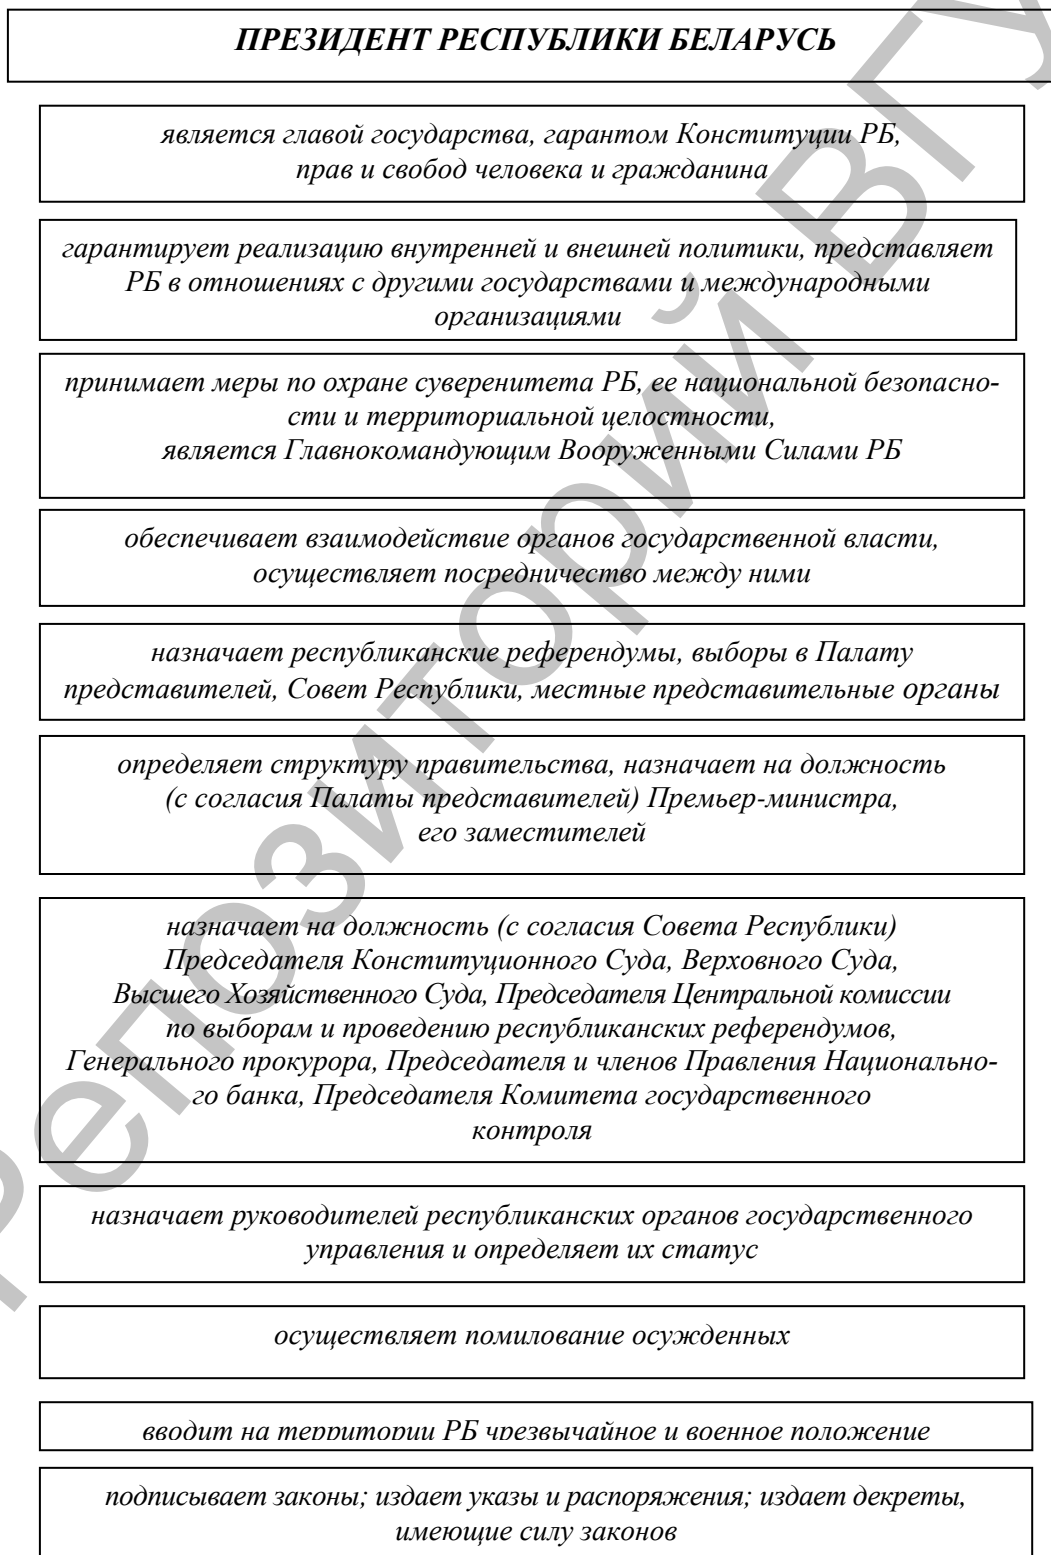 ПРЕЗИДЕНТ РЕСПУБЛИКИ БЕЛАРУСЬ
является главой государства, гарантом Конституции РБ,
прав и свобод человека и гражданина
гарантирует реализацию внутренней и внешней политики, представляет
РБ в отношениях с другими государствами и международными
организациями
принимает меры по охране суверенитета РБ, ее национальной безопасно-
сти и территориальной целостности,
является Главнокомандующим Вооруженными Силами РБ
обеспечивает взаимодействие органов государственной власти,
осуществляет посредничество между ними
назначает республиканские референдумы, выборы в Палату
представителей, Совет Республики, местные представительные органы
определяет структуру правительства, назначает на должность
(с согласия Палаты представителей) Премьер-министра,
его заместителей
назначает на должность (с согласия Совета Республики)
Председателя Конституционного Суда, Верховного Суда,
Высшего Хозяйственного Суда, Председателя Центральной комиссии
по выборам и проведению республиканских референдумов,
Генерального прокурора, Председателя и членов Правления Национально-
го банка, Председателя Комитета государственного
контроля
назначает руководителей республиканских органов государственного
управления и определяет их статус
осуществляет помилование осужденных
вводит на территории РБ чрезвычайное и военное положение
подписывает законы; издает указы и распоряжения; издает декреты,
имеющие силу законов
Репозиторий ВГУ